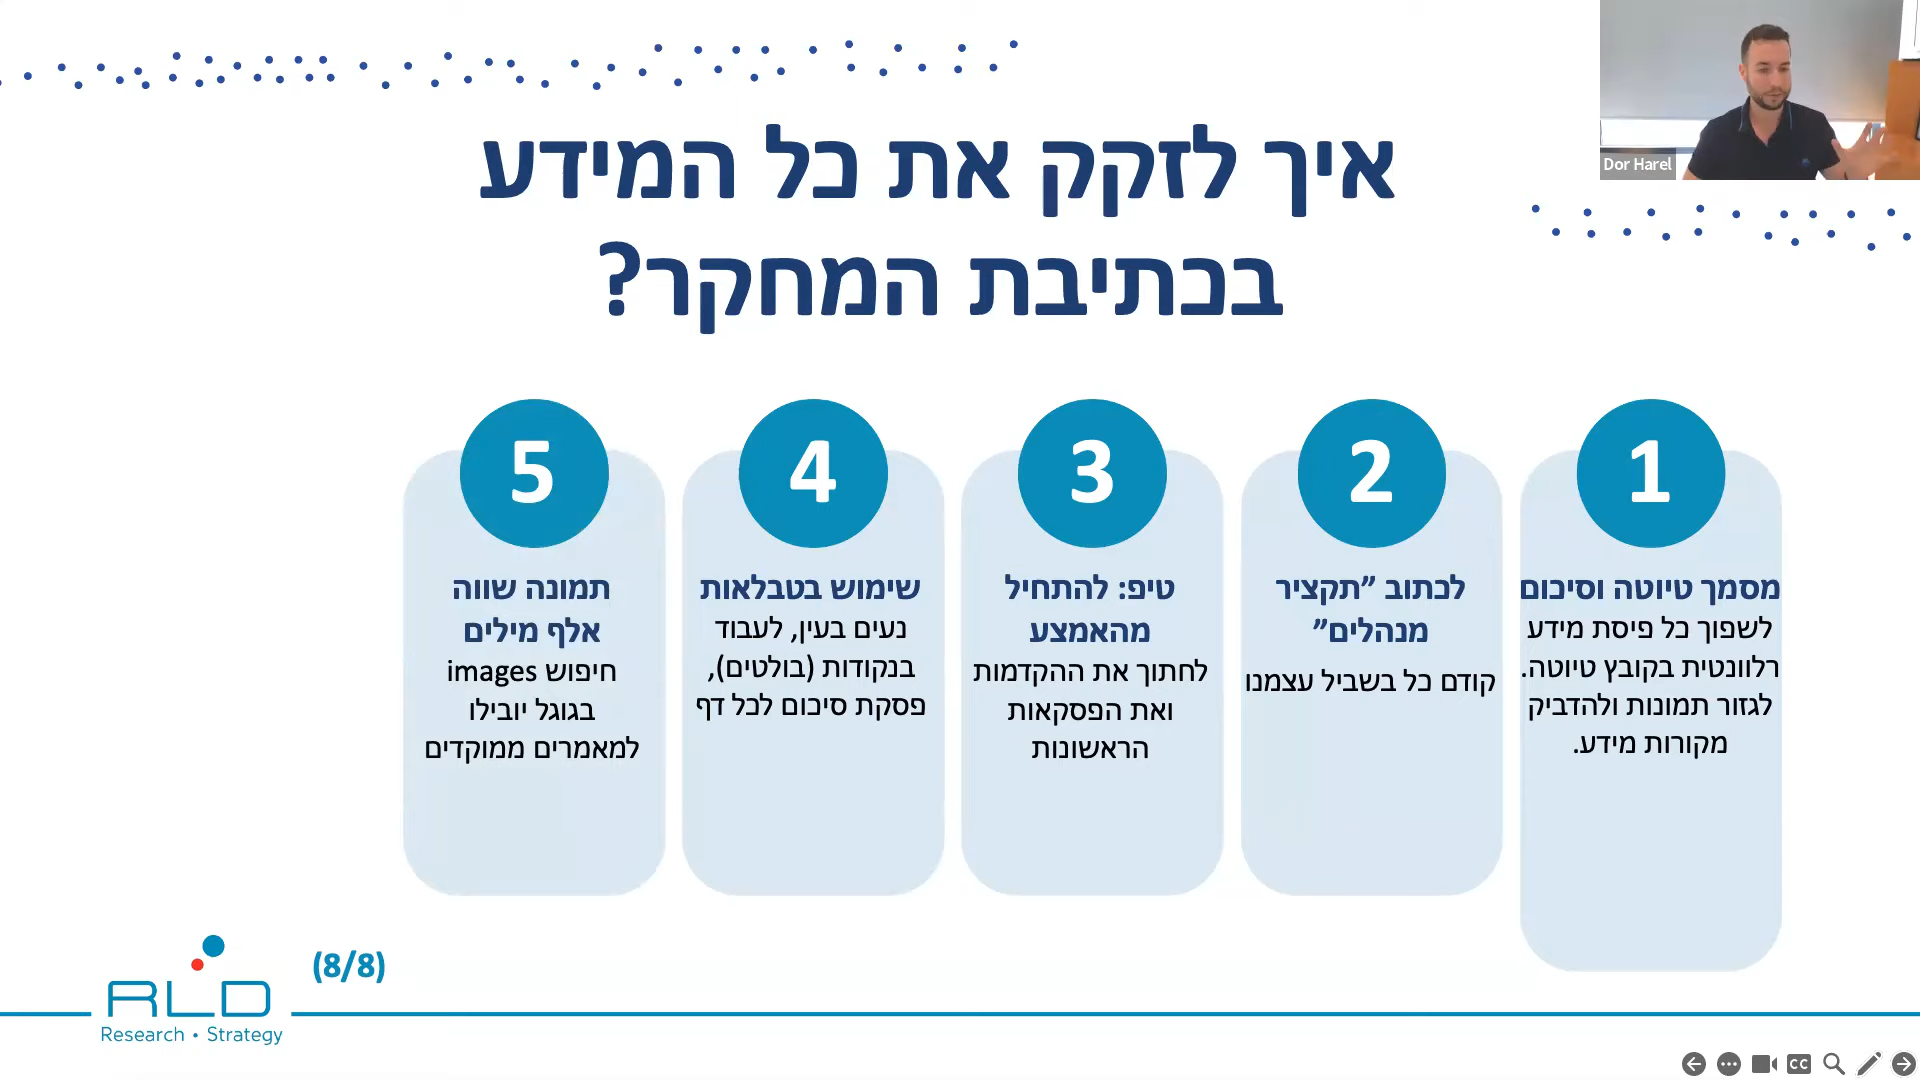 Dor Harel
איך לזקק את כל המידע
בכתיבת המחקר?
1
מסמך טיוטה וסיכום
לשפוך כל פיסת מידע
רלוונטית בקובץ טיוטה.
לגזור תמונות ולהדביק
מקורות מידע.
2
לכתוב ״תקציר
מנהלים״
קודם כל בשביל עצמנו
3
טיפ: להתחיל
מהאמצע
לחתוך את ההקדמות
ואת הפסקאות
הראשונות
4
שימוש בטבלאות
נעים בעין, לעבוד
בנקודות (בולטים),
פסקת סיכום לכל דף
5
תמונה שווה
אלף מילים
חיפוש images
בגוגל יובילו
למאמרים ממוקדים
(8/8)
RLD
Research • Strategy
CC